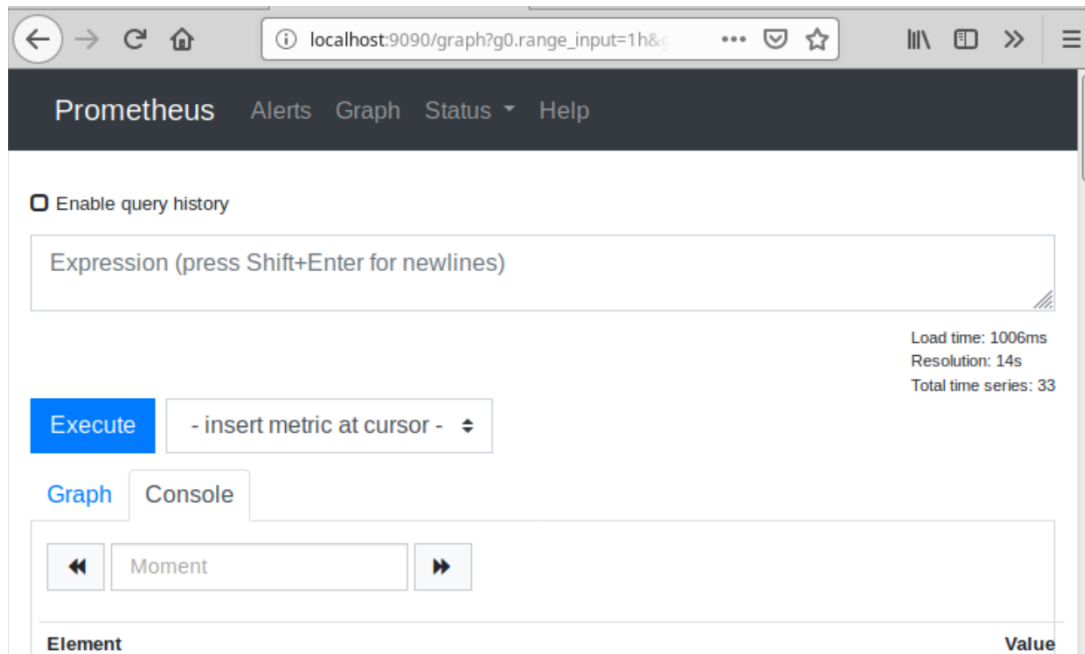 localhost:9090/graph?g0.range_input=1h&g
Prometheus Alerts Graph Status Help
Enable query history
Expression (press Shift+Enter for newlines)
Load time: 1006ms
Resolution: 14s
Total time series: 33
Execute - insert metric at cursor -
Graph Console
Moment
Element Value